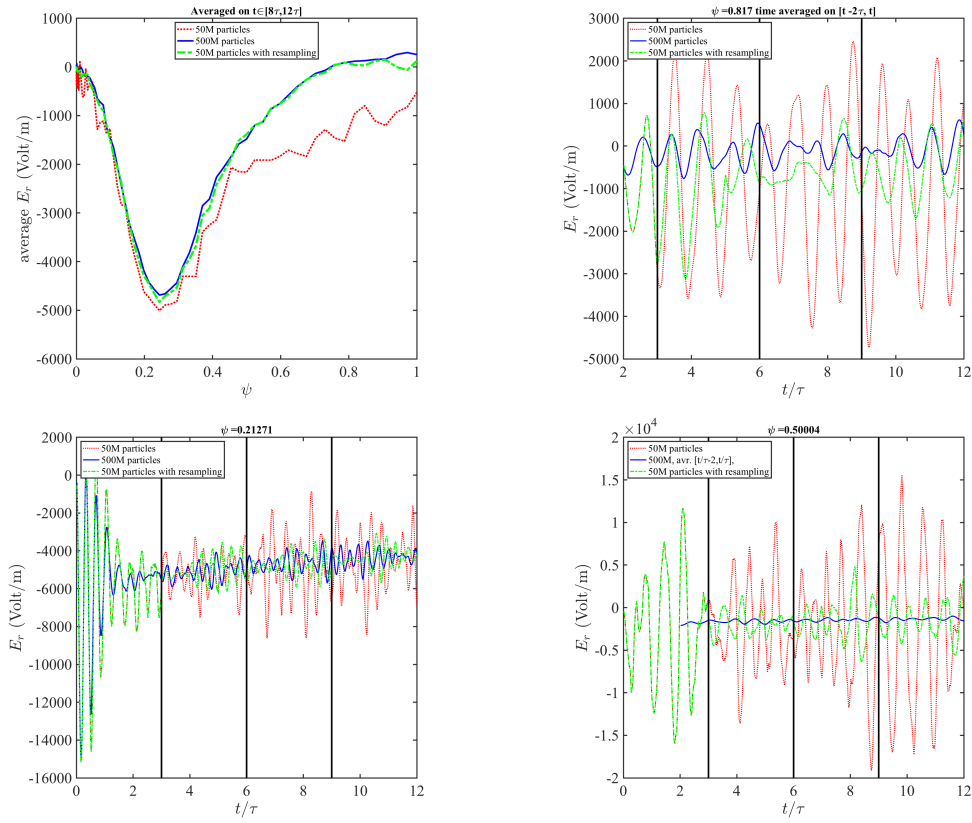 Averaged on t∈[8τ,12τ]
50M particles
500M particles
50M particles with resampling
average E_r (Volt/m)
1000
0
-1000
-2000
-3000
-4000
-5000
-6000
0 0.2 0.4 0.6 0.8 1
ψ
ψ =0.817 time averaged on [t -2τ, t]
50M particles
500M particles
50M particles with resampling
E_r (Volt/m)
3000
2000
1000
0
-1000
-2000
-3000
-4000
-5000
2 4 6 8 10 12
t/τ
ψ =0.21271
50M particles
500M particles
50M particles with resampling
E_r (Volt/m)
2000
0
-2000
-4000
-6000
-8000
-10000
-12000
-14000
-16000
0 2 4 6 8 10 12
t/τ
ψ =0.50004
×10⁴
50M particles
500M, avr. [t/τ-2,t/τ],
50M particles with resampling
E_r (Volt/m)
2
1.5
1
0.5
0
-0.5
-1
-1.5
-2
0 2 4 6 8 10 12
t/τ